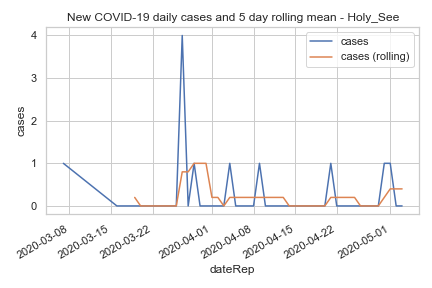 New COVID-19 daily cases and 5 day rolling mean - Holy_See
cases
cases (rolling)
4
3
2
1
0
cases
2020-03-08
2020-03-15
2020-03-22
2020-04-01
2020-04-08
2020-04-15
2020-04-22
2020-05-01
dateRep